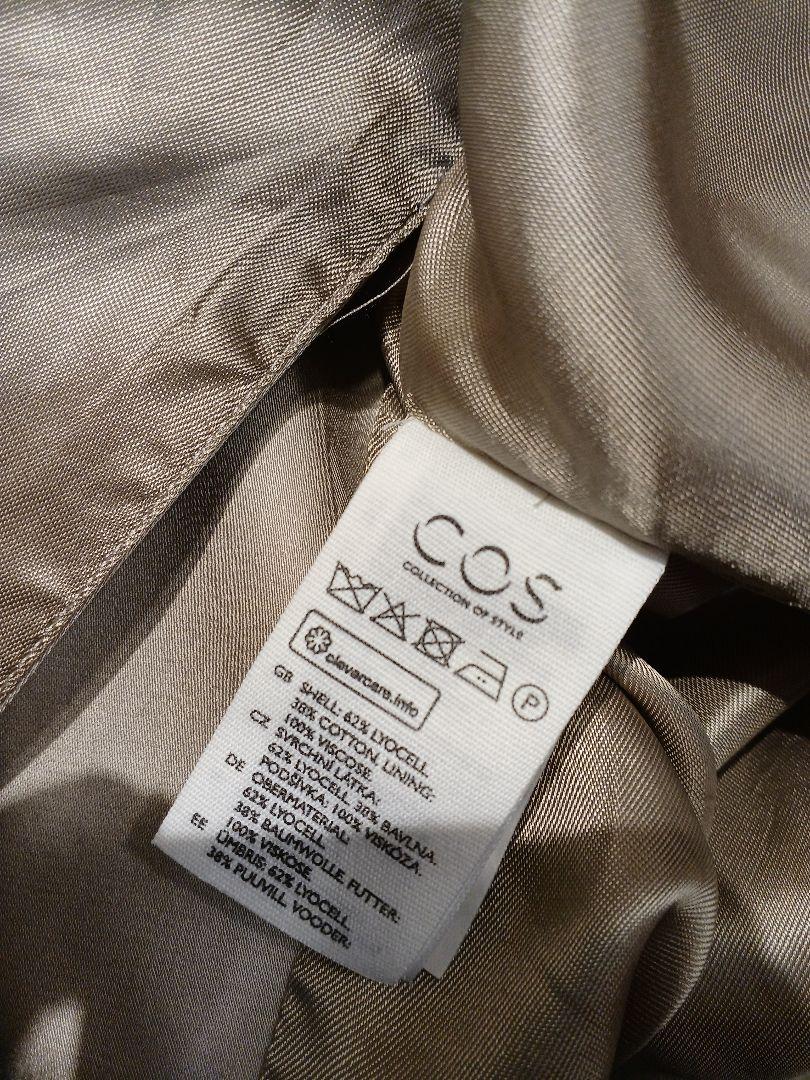 COS
COLLECTION OF STYLE
P
clevercare.info
GB SHELL: 62% LYOCELL,
38% COTTON. LINING:
100% VISCOSE.
CZ SVRCHNÍ LÁTKA:
62% LYOCELL, 38% BAVLNA.
PODŠÍVKA: 100% VISKÓZA.
DE OBERMATERIAL:
62% LYOCELL,
38% BAUMWOLLE. FUTTER:
100% VISKOSE.
EE ÜMBRIS: 62% LYOCELL,
38% PUUVILL. VOODER: